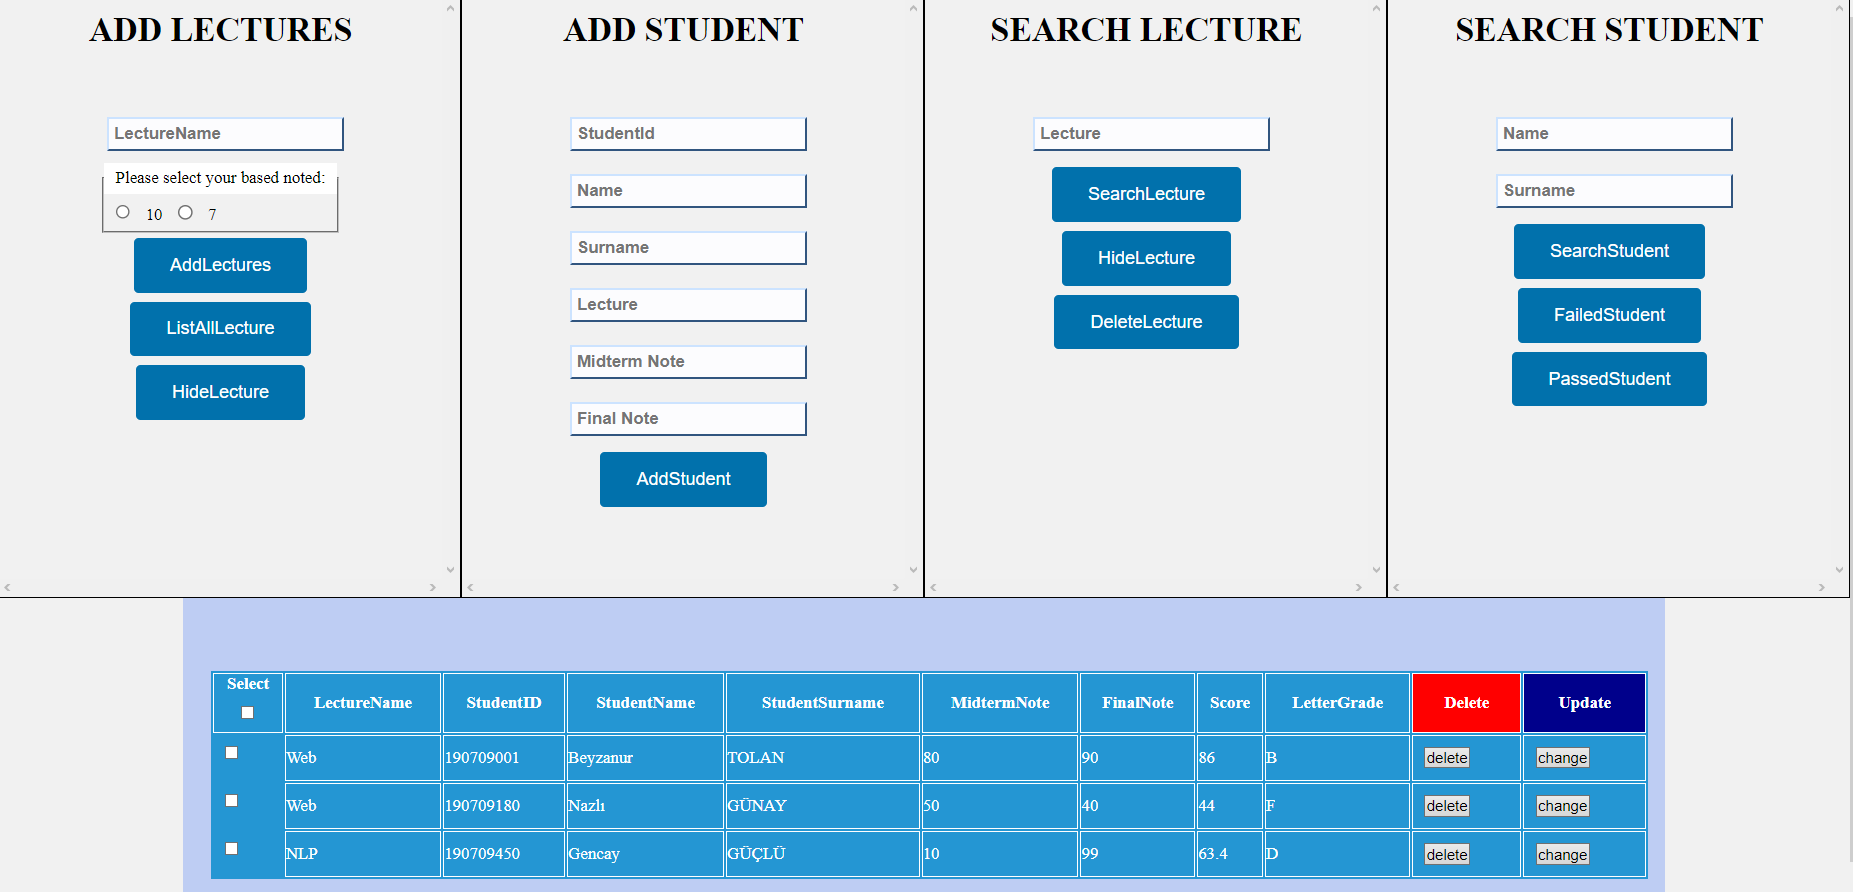 ADD LECTURES
LectureName
Please select your based noted:
10 7
AddLectures
ListAllLecture
HideLecture
ADD STUDENT
StudentId
Name
Surname
Lecture
Midterm Note
Final Note
AddStudent
SEARCH LECTURE
Lecture
SearchLecture
HideLecture
DeleteLecture
SEARCH STUDENT
Name
Surname
SearchStudent
FailedStudent
PassedStudent
Select LectureName StudentID StudentName StudentSurname MidtermNote FinalNote Score LetterGrade Delete Update
Web 190709001 Beyzanur TOLAN 80 90 86 B delete change
Web 190709180 Nazlı GÜNAY 50 40 44 F delete change
NLP 190709450 Gencay GÜÇLÜ 10 99 63.4 D delete change